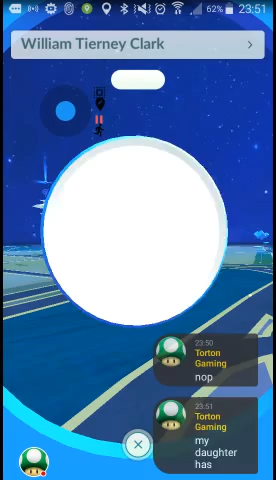 62% 23:51
William Tierney Clark
23:50
Torton
Gaming
nop
23:51
Torton
Gaming
my
daughter
has